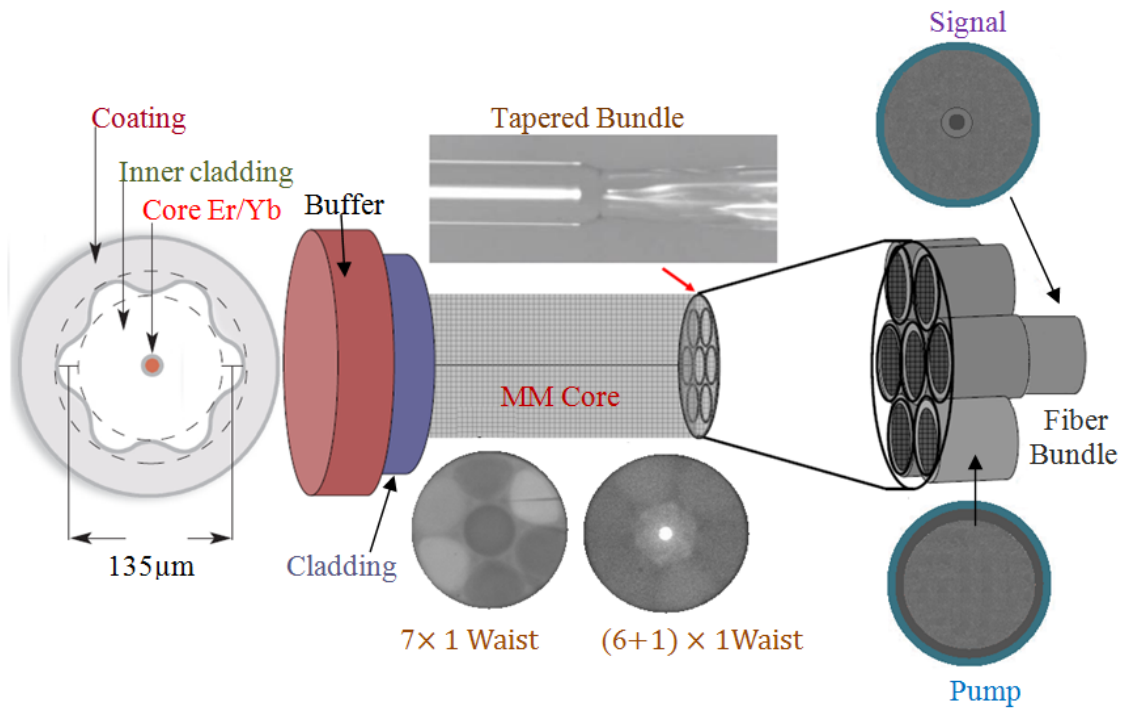 Signal
Coating
Tapered Bundle
Inner cladding
Core Er/Yb
Buffer
MM Core
Fiber
Bundle
135µm
Cladding
7× 1 Waist
(6+1) × 1Waist
Pump